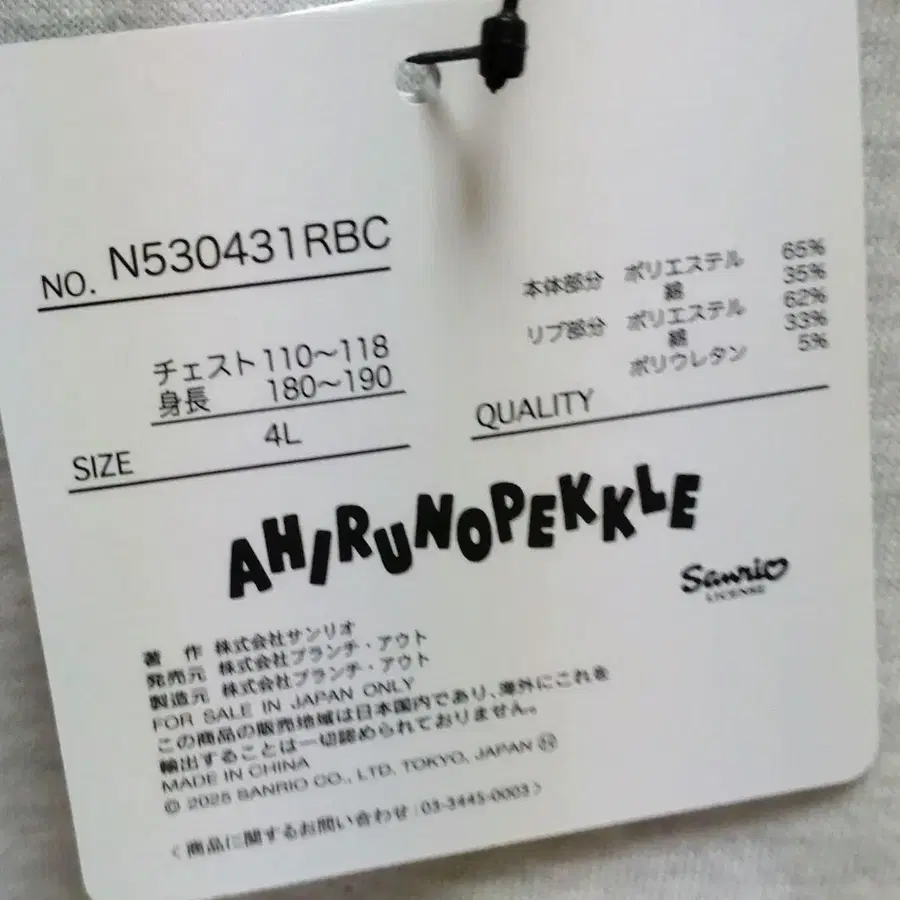 NO. N530431RBC
チェスト 110〜118
身長 180〜190
SIZE 4L
本体部分 ポリエステル 65%
綿 35%
リブ部分 ポリエステル 62%
綿 33%
ポリウレタン 5%
QUALITY
AHIRUNOPEKKLE
Sanrio
LICENSE
著 作 株式会社サンリオ
発売元 株式会社ブランチ・アウト
製造元 株式会社ブランチ・アウト
FOR SALE IN JAPAN ONLY
この商品の販売地域は日本国内であり、海外にこれを
輸出することは一切認められておりません。
MADE IN CHINA
© 2025 SANRIO CO., LTD. TOKYO, JAPAN
〈商品に関するお問い合わせ:03-3445-0003〉